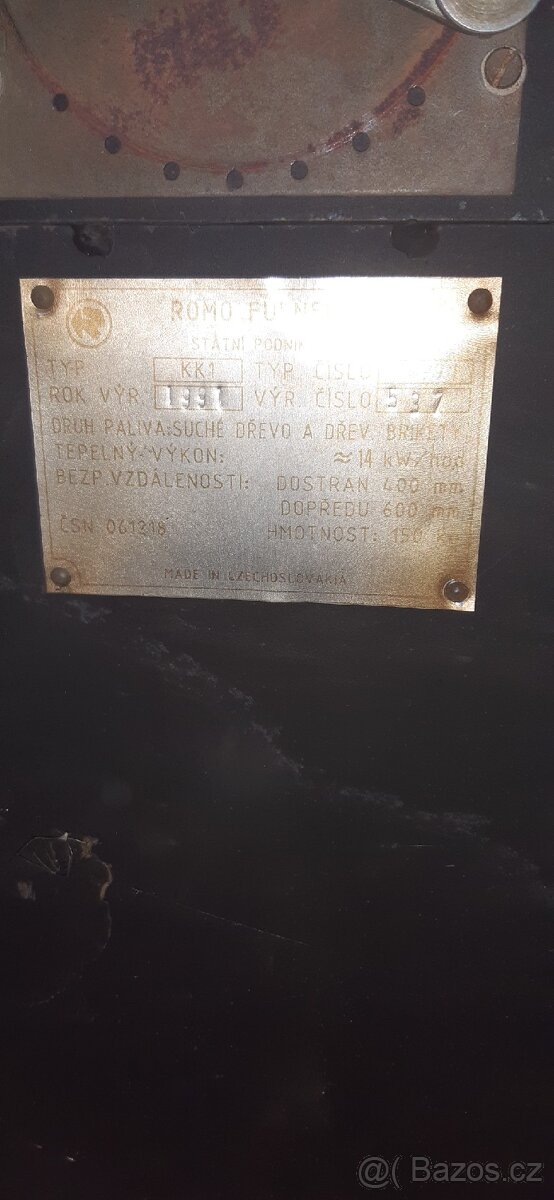 ROMO
STÁTNÍ PODNIK
TYP KK1 TYP. ČÍSLO
ROK VÝR. 1991 VÝR. ČÍSLO 537
DRUH PALIVA: SUCHÉ DŘEVO A DŘEV. BRIKETY
TEPELNÝ VÝKON: ≈ 14 kW/hod
BEZP. VZDÁLENOSTI: DOSTRAN 400 mm
DOPŘEDU 600 mm
ČSN 061218 HMOTNOST: 150
MADE IN CZECHOSLOVAKIA
@( Bazos.cz